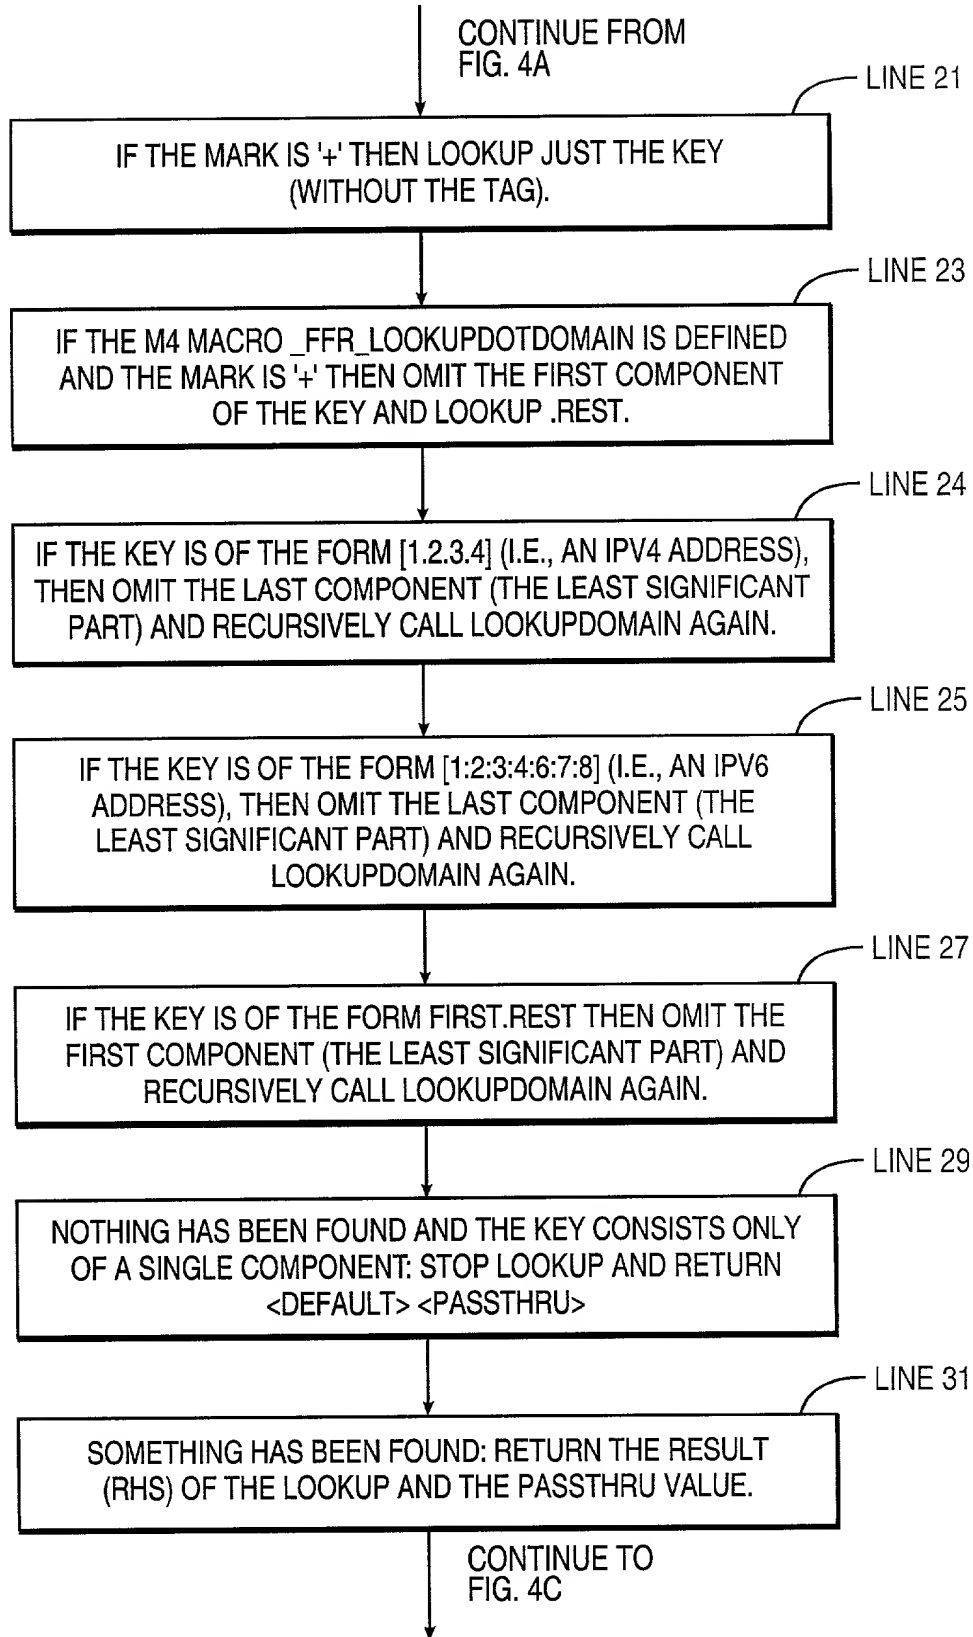 CONTINUE FROM
FIG. 4A
LINE 21
IF THE MARK IS '+' THEN LOOKUP JUST THE KEY
(WITHOUT THE TAG).
LINE 23
IF THE M4 MACRO _FFR_LOOKUPDOTDOMAIN IS DEFINED
AND THE MARK IS '+' THEN OMIT THE FIRST COMPONENT
OF THE KEY AND LOOKUP .REST.
LINE 24
IF THE KEY IS OF THE FORM [1.2.3.4] (I.E., AN IPV4 ADDRESS),
THEN OMIT THE LAST COMPONENT (THE LEAST SIGNIFICANT
PART) AND RECURSIVELY CALL LOOKUPDOMAIN AGAIN.
LINE 25
IF THE KEY IS OF THE FORM [1:2:3:4:6:7:8] (I.E., AN IPV6
ADDRESS), THEN OMIT THE LAST COMPONENT (THE
LEAST SIGNIFICANT PART) AND RECURSIVELY CALL
LOOKUPDOMAIN AGAIN.
LINE 27
IF THE KEY IS OF THE FORM FIRST.REST THEN OMIT THE
FIRST COMPONENT (THE LEAST SIGNIFICANT PART) AND
RECURSIVELY CALL LOOKUPDOMAIN AGAIN.
LINE 29
NOTHING HAS BEEN FOUND AND THE KEY CONSISTS ONLY
OF A SINGLE COMPONENT: STOP LOOKUP AND RETURN
<DEFAULT> <PASSTHRU>
LINE 31
SOMETHING HAS BEEN FOUND: RETURN THE RESULT
(RHS) OF THE LOOKUP AND THE PASSTHRU VALUE.
CONTINUE TO
FIG. 4C